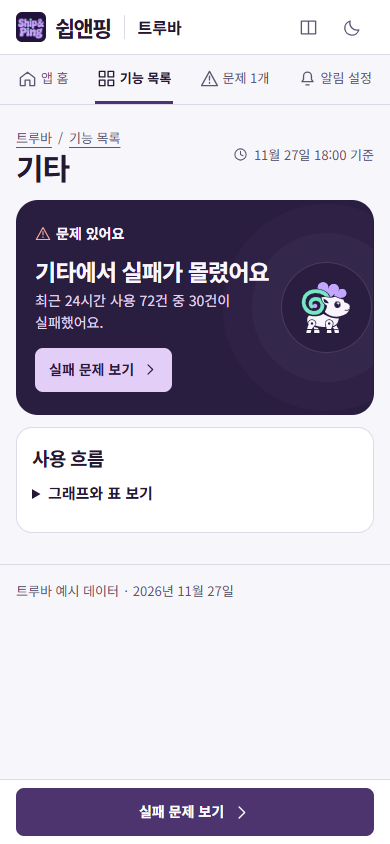 Ship&
Ping
쉽앤핑
트루바
앱 홈
기능 목록
문제 1개
알림 설정
트루바 / 기능 목록
기타
11월 27일 18:00 기준
문제 있어요
기타에서 실패가 몰렸어요
최근 24시간 사용 72건 중 30건이
실패했어요.
실패 문제 보기
사용 흐름
그래프와 표 보기
트루바 예시 데이터 · 2026년 11월 27일
실패 문제 보기